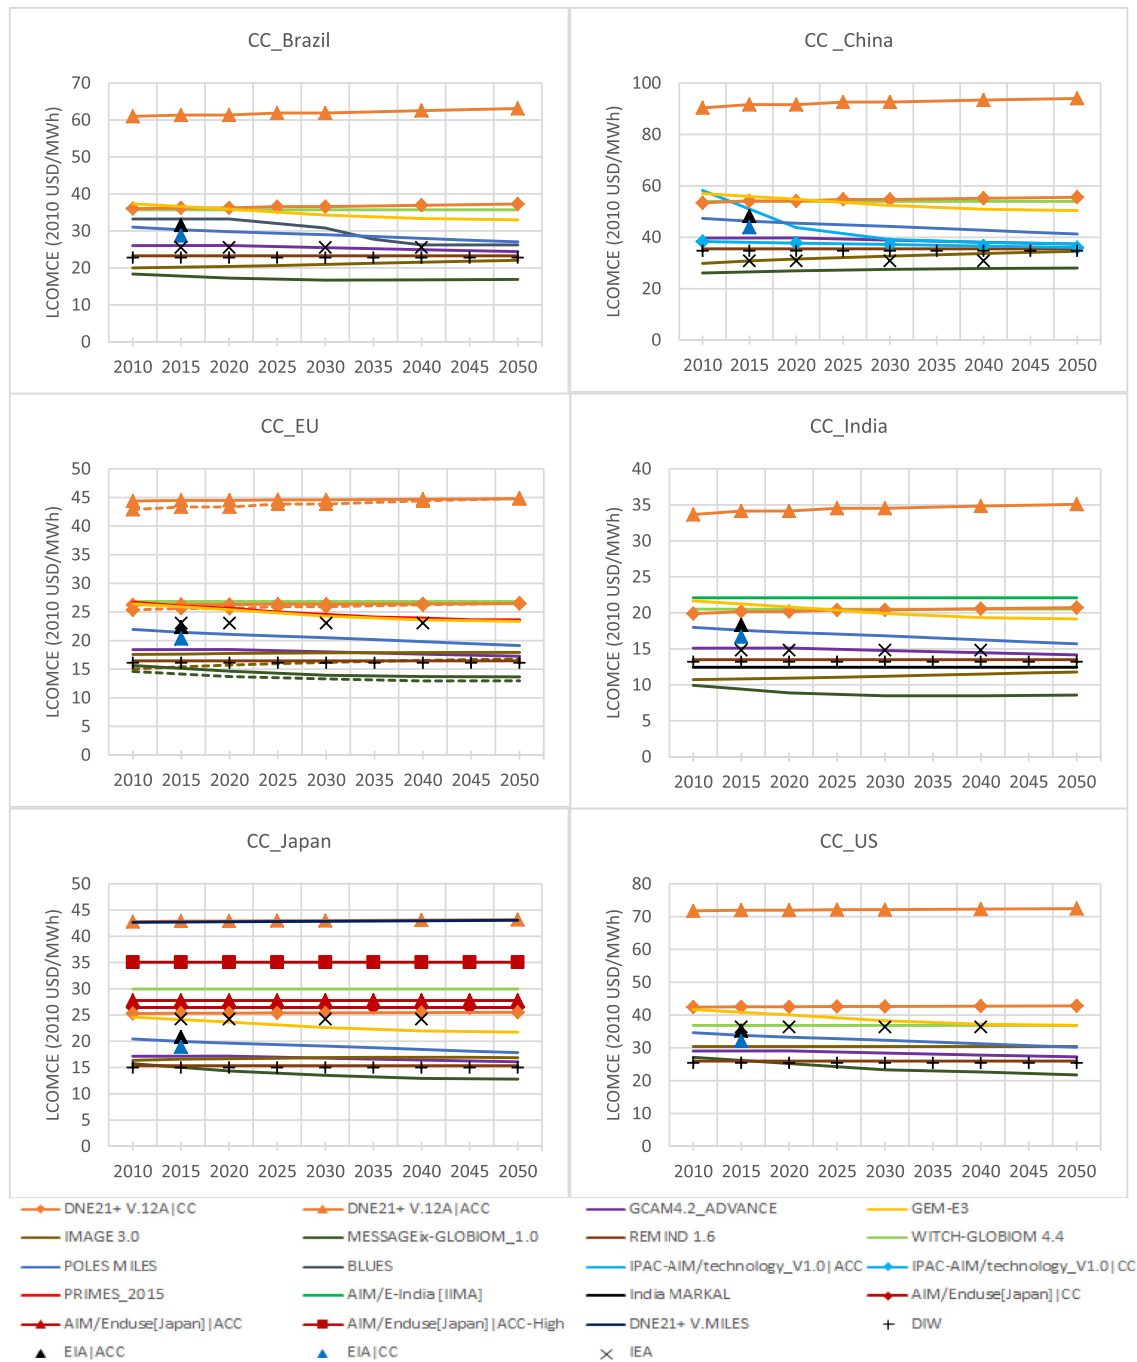 CC_Brazil
LCOMCE (2010 USD/MWh)
70
60
50
40
30
20
10
0
2010 2015 2020 2025 2030 2035 2040 2045 2050
CC _China
LCOMCE (2010 USD/MWh)
100
80
60
40
20
0
2010 2015 2020 2025 2030 2035 2040 2045 2050
CC_EU
LCOMCE (2010 USD/MWh)
50
45
40
35
30
25
20
15
10
5
0
2010 2015 2020 2025 2030 2035 2040 2045 2050
CC_India
LCOMCE (2010 USD/MWh)
40
35
30
25
20
15
10
5
0
2010 2015 2020 2025 2030 2035 2040 2045 2050
CC_Japan
LCOMCE (2010 USD/MWh)
50
45
40
35
30
25
20
15
10
5
0
2010 2015 2020 2025 2030 2035 2040 2045 2050
CC_US
LCOMCE (2010 USD/MWh)
80
70
60
50
40
30
20
10
0
2010 2015 2020 2025 2030 2035 2040 2045 2050
DNE21+ V.12A|CC DNE21+ V.12A|ACC GCAM4.2_ADVANCE GEM-E3
IMAGE 3.0 MESSAGEix-GLOBIOM_1.0 REMIND 1.6 WITCH-GLOBIOM 4.4
POLES MILES BLUES IPAC-AIM/technology_V1.0|ACC IPAC-AIM/technology_V1.0|CC
PRIMES_2015 AIM/E-India [IIMA] India MARKAL AIM/Enduse[Japan]|CC
AIM/Enduse[Japan]|ACC AIM/Enduse[Japan]|ACC-High DNE21+ V.MILES DIW
EIA|ACC EIA|CC IEA